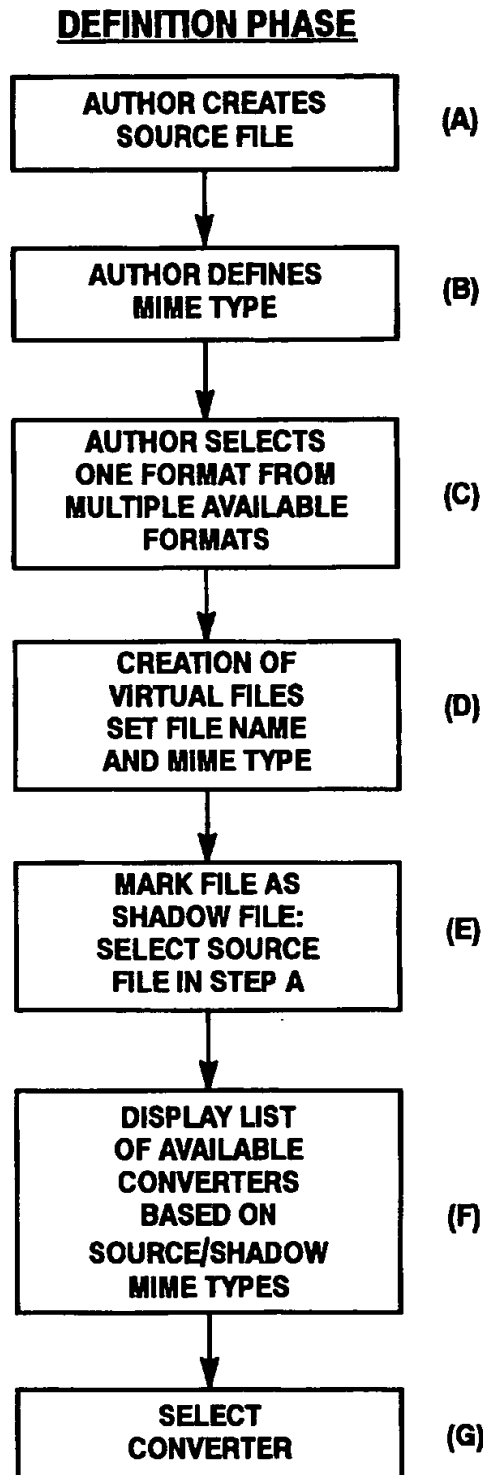 DEFINITION PHASE
AUTHOR CREATES
SOURCE FILE
(A)
AUTHOR DEFINES
MIME TYPE
(B)
AUTHOR SELECTS
ONE FORMAT FROM
MULTIPLE AVAILABLE
FORMATS
(C)
CREATION OF
VIRTUAL FILES
SET FILE NAME
AND MIME TYPE
(D)
MARK FILE AS
SHADOW FILE:
SELECT SOURCE
FILE IN STEP A
(E)
DISPLAY LIST
OF AVAILABLE
CONVERTERS
BASED ON
SOURCE/SHADOW
MIME TYPES
(F)
SELECT
CONVERTER
(G)